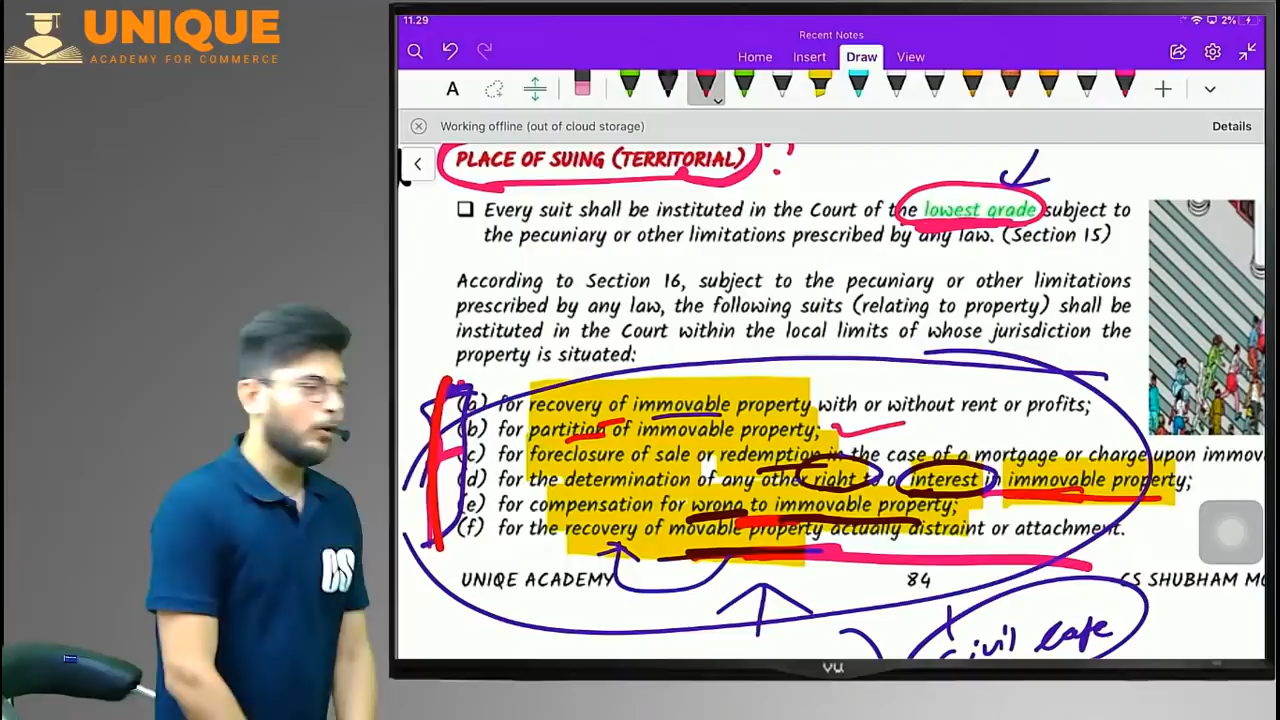 UNIQUE
ACADEMY FOR COMMERCE
11.29
2%
Recent Notes
Home Insert Draw View
A
Working offline (out of cloud storage)
Details
PLACE OF SUING (TERRITORIAL)
Every suit shall be instituted in the Court of the lowest grade subject to
the pecuniary or other limitations prescribed by any law. (Section 15)
According to Section 16, subject to the pecuniary or other limitations
prescribed by any law, the following suits (relating to property) shall be
instituted in the Court within the local limits of whose jurisdiction the
property is situated:
(a) for recovery of immovable property with or without rent or profits;
(b) for partition of immovable property;
(c) for foreclosure of sale or redemption in the case of a mortgage or charge upon immov
(d) for the determination of any other right to or interest in immovable property;
(e) for compensation for wrong to immovable property;
(f) for the recovery of movable property actually distraint or attachment.
UNIQE ACADEMY
84
CS SHUBHAM MO
Civil
CS
VU